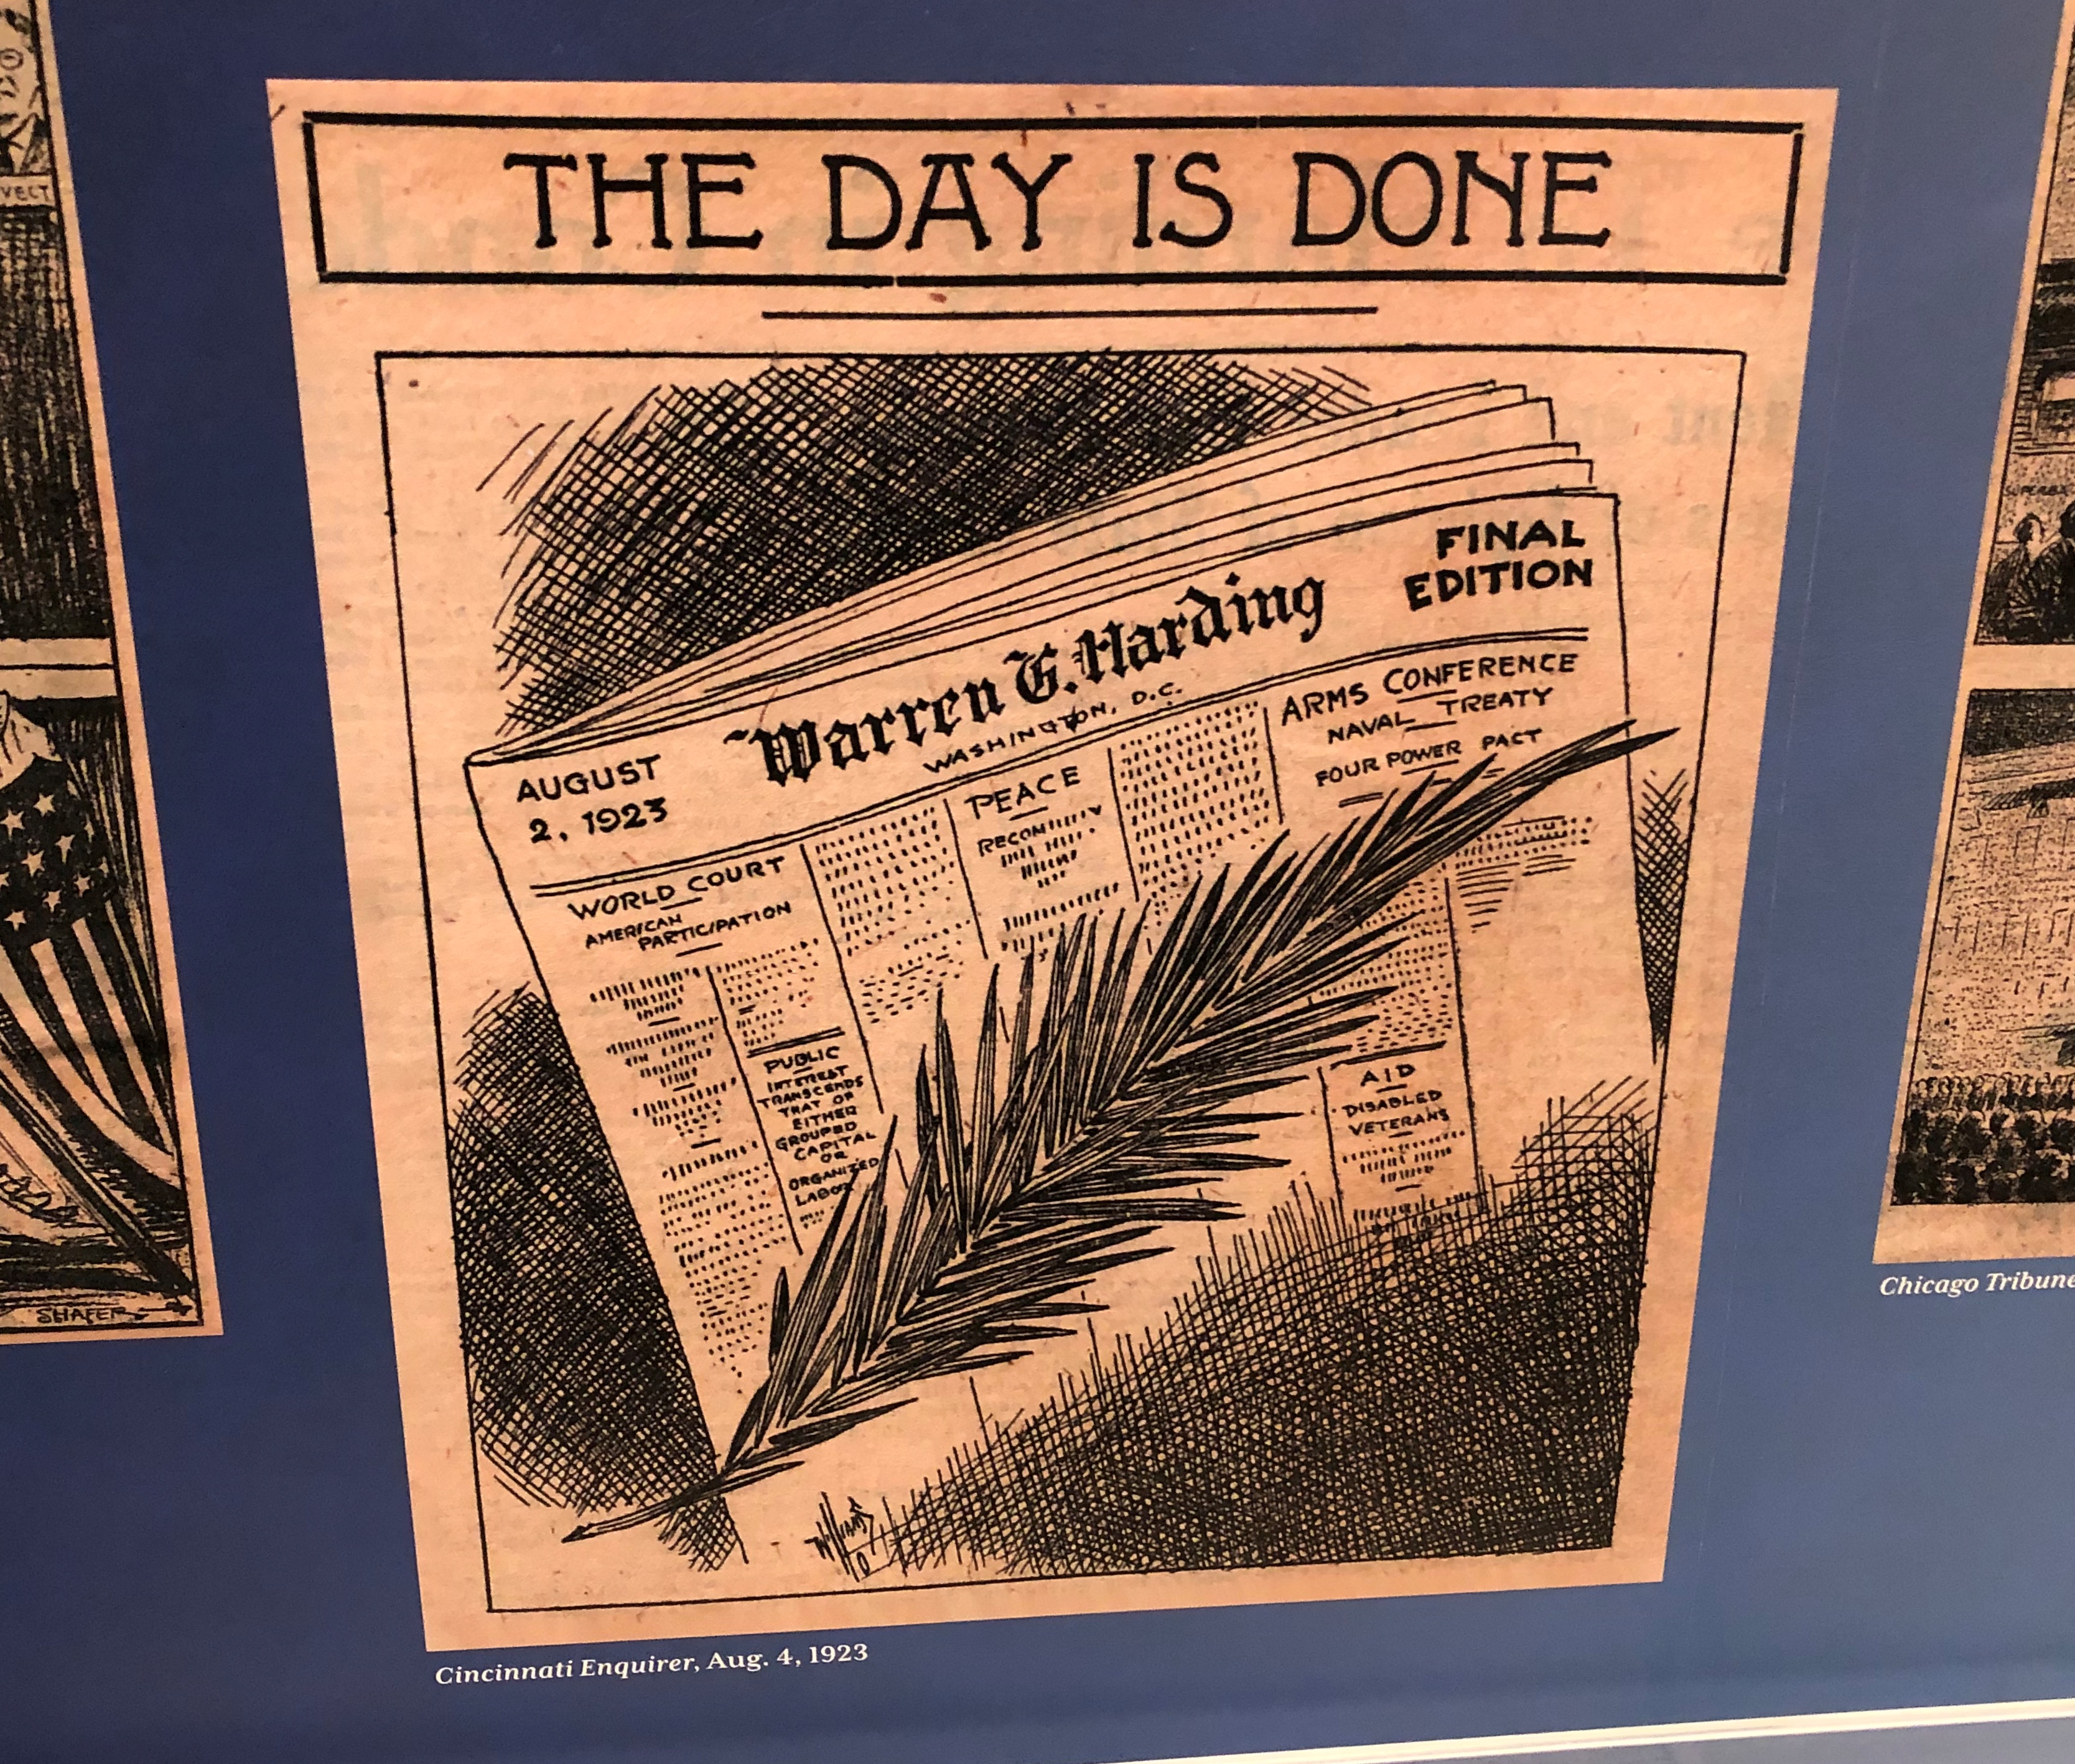 THE DAY IS DONE
FINAL
EDITION
Warren G. Harding
WASHINGTON, D.C.
AUGUST
2, 1923
WORLD COURT
AMERICAN
PARTICIPATION
PUBLIC
INTEREST
TRANSCENDS
THAT OF
EITHER
GROUPED
CAPITAL
OR
ORGANIZED
LABOR
PEACE
ARMS CONFERENCE
NAVAL TREATY
FOUR POWER PACT
AID
DISABLED
VETERANS
Williams
Cincinnati Enquirer, Aug. 4, 1923
SHAFER
Chicago Tribune